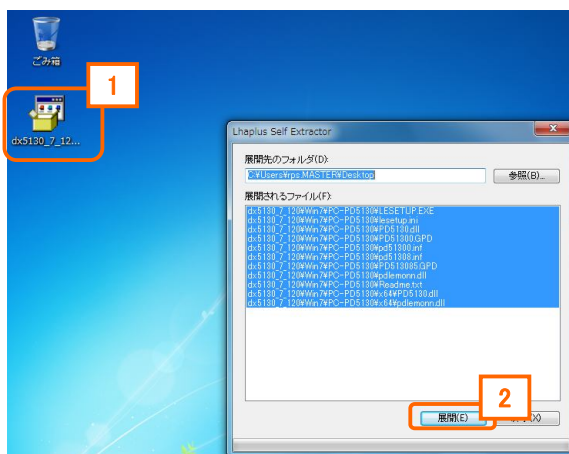 ごみ箱
1
dx5130_7_12...
Lhaplus Self Extractor
展開先のフォルダ(D):
C:¥Users¥rps.MASTER¥Desktop
参照(B)...
展開されるファイル(F):
dx5130_7_120¥Win7¥PC-PD5130¥LESETUP.EXE
dx5130_7_120¥Win7¥PC-PD5130¥lesetup.ini
dx5130_7_120¥Win7¥PC-PD5130¥PD5130.dll
dx5130_7_120¥Win7¥PC-PD5130¥PD51300.GPD
dx5130_7_120¥Win7¥PC-PD5130¥pd51300.inf
dx5130_7_120¥Win7¥PC-PD5130¥pd51308.inf
dx5130_7_120¥Win7¥PC-PD5130¥PD513085.GPD
dx5130_7_120¥Win7¥PC-PD5130¥pdlemonn.dll
dx5130_7_120¥Win7¥PC-PD5130¥Readme.txt
dx5130_7_120¥Win7¥PC-PD5130¥x64¥PD5130.dll
dx5130_7_120¥Win7¥PC-PD5130¥x64¥pdlemonn.dll
2
展開(E)
(X)